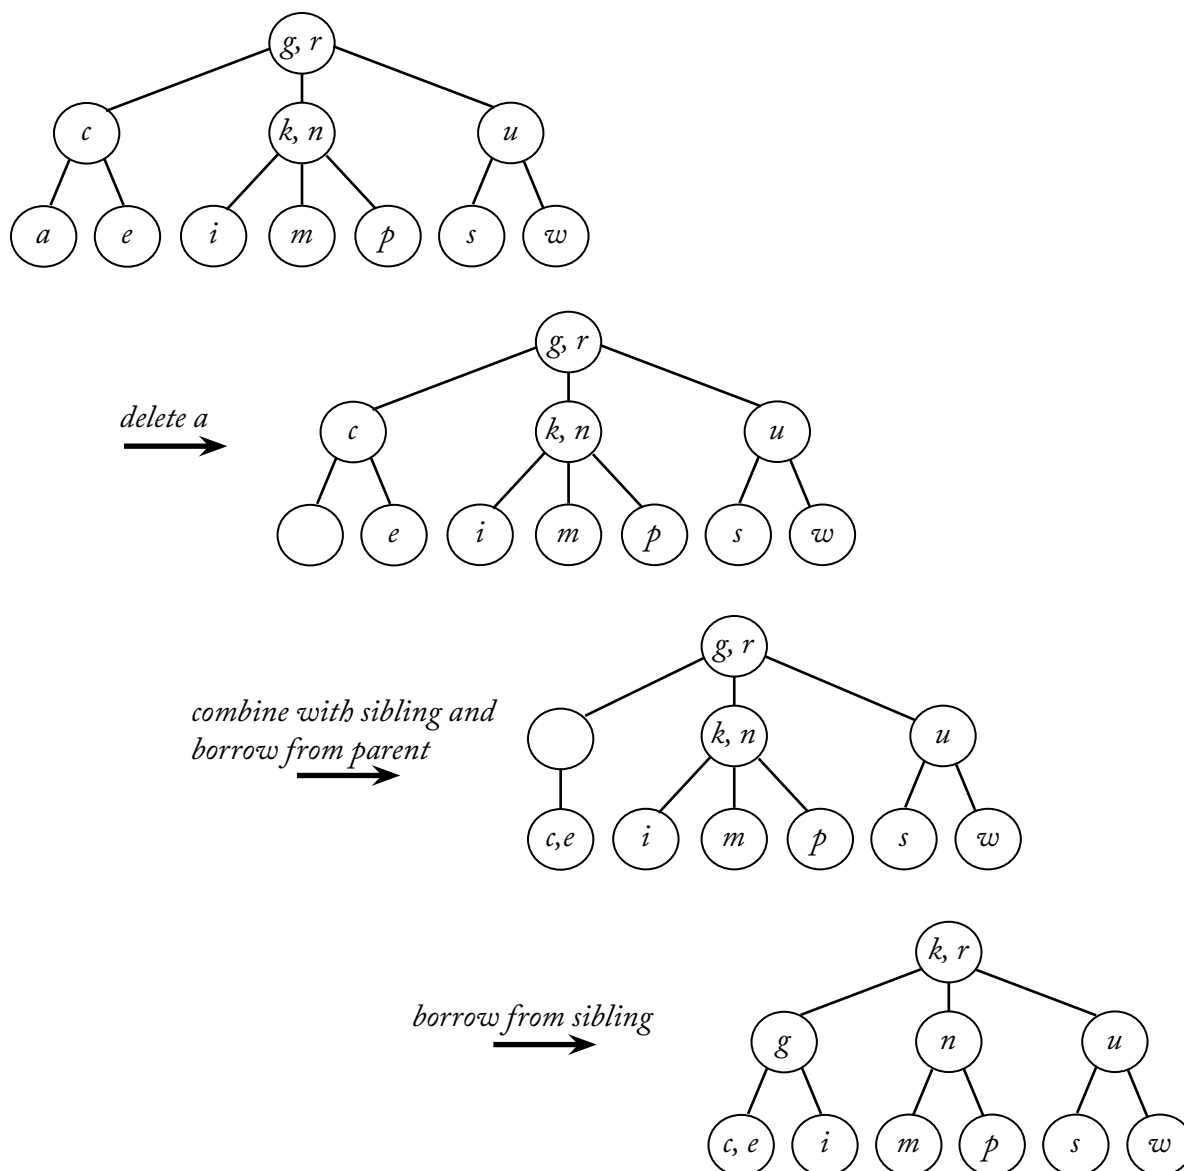 g, r
c k, n u
a e i m p s w
g, r
delete a
c k, n u
e i m p s w
g, r
combine with sibling and
borrow from parent
k, n u
c,e i m p s w
k, r
borrow from sibling
g n u
c, e i m p s w